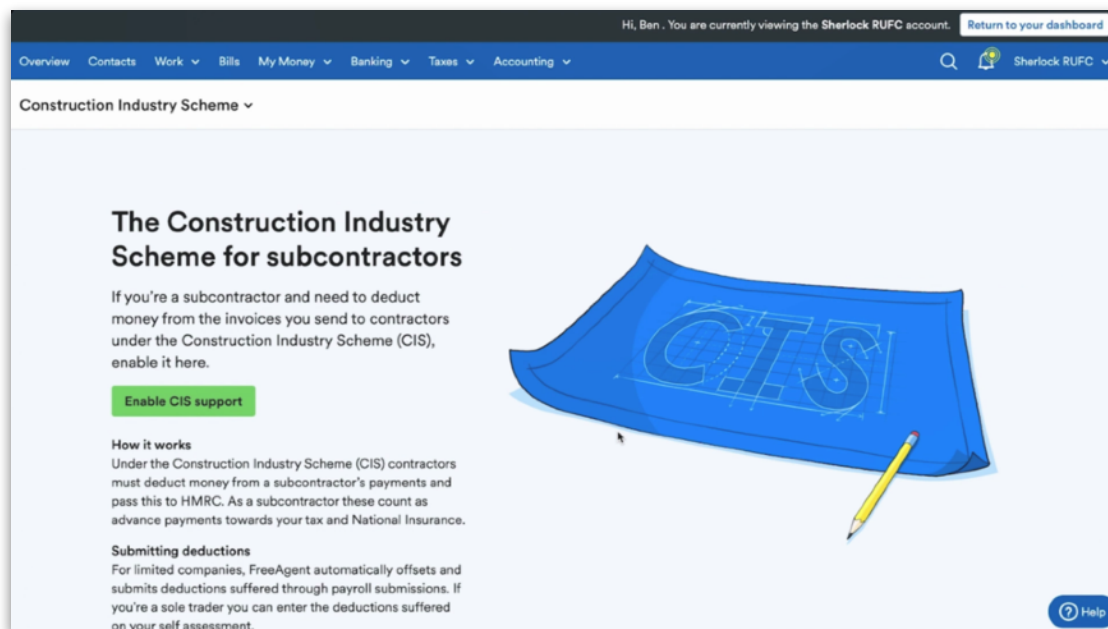 Hi, Ben . You are currently viewing the Sherlock RUFC account. Return to your dashboard
Overview Contacts Work Bills My Money Banking Taxes Accounting Sherlock RUFC
Construction Industry Scheme
The Construction Industry
Scheme for subcontractors
If you're a subcontractor and need to deduct
money from the invoices you send to contractors
under the Construction Industry Scheme (CIS),
enable it here.
Enable CIS support
CIS
How it works
Under the Construction Industry Scheme (CIS) contractors
must deduct money from a subcontractor's payments and
pass this to HMRC. As a subcontractor these count as
advance payments towards your tax and National Insurance.
Submitting deductions
For limited companies, FreeAgent automatically offsets and
submits deductions suffered through payroll submissions. If
you're a sole trader you can enter the deductions suffered
on your self assessment.
? Help